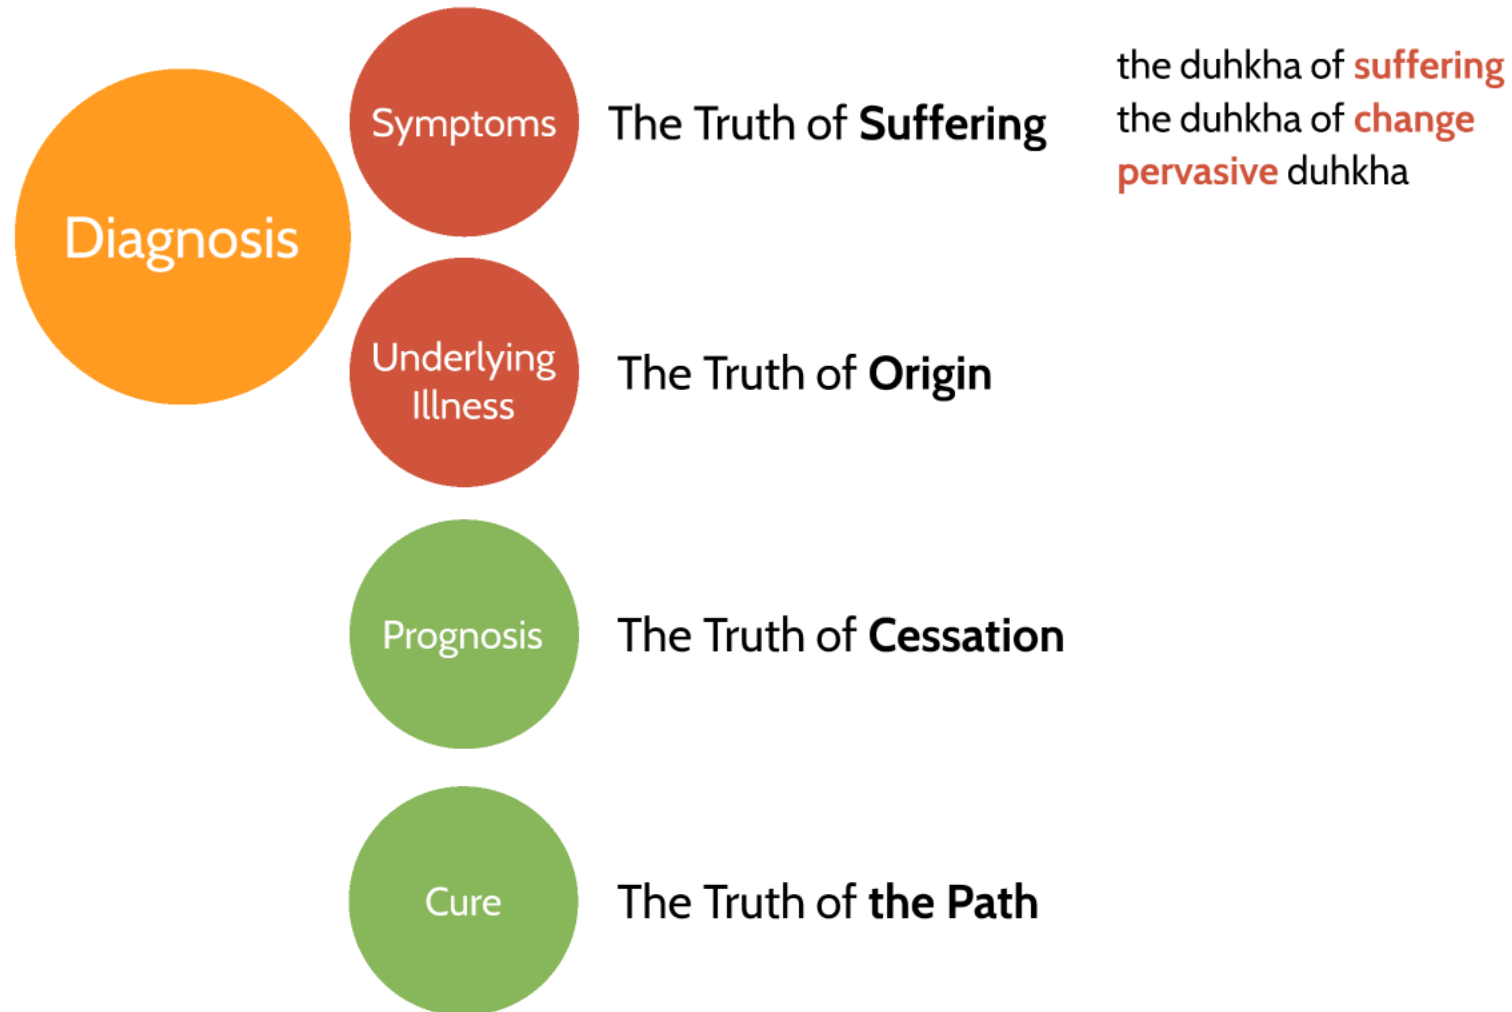 Diagnosis
Symptoms
The Truth of Suffering
the duhkha of suffering
the duhkha of change
pervasive duhkha
Underlying
Illness
The Truth of Origin
Prognosis
The Truth of Cessation
Cure
The Truth of the Path